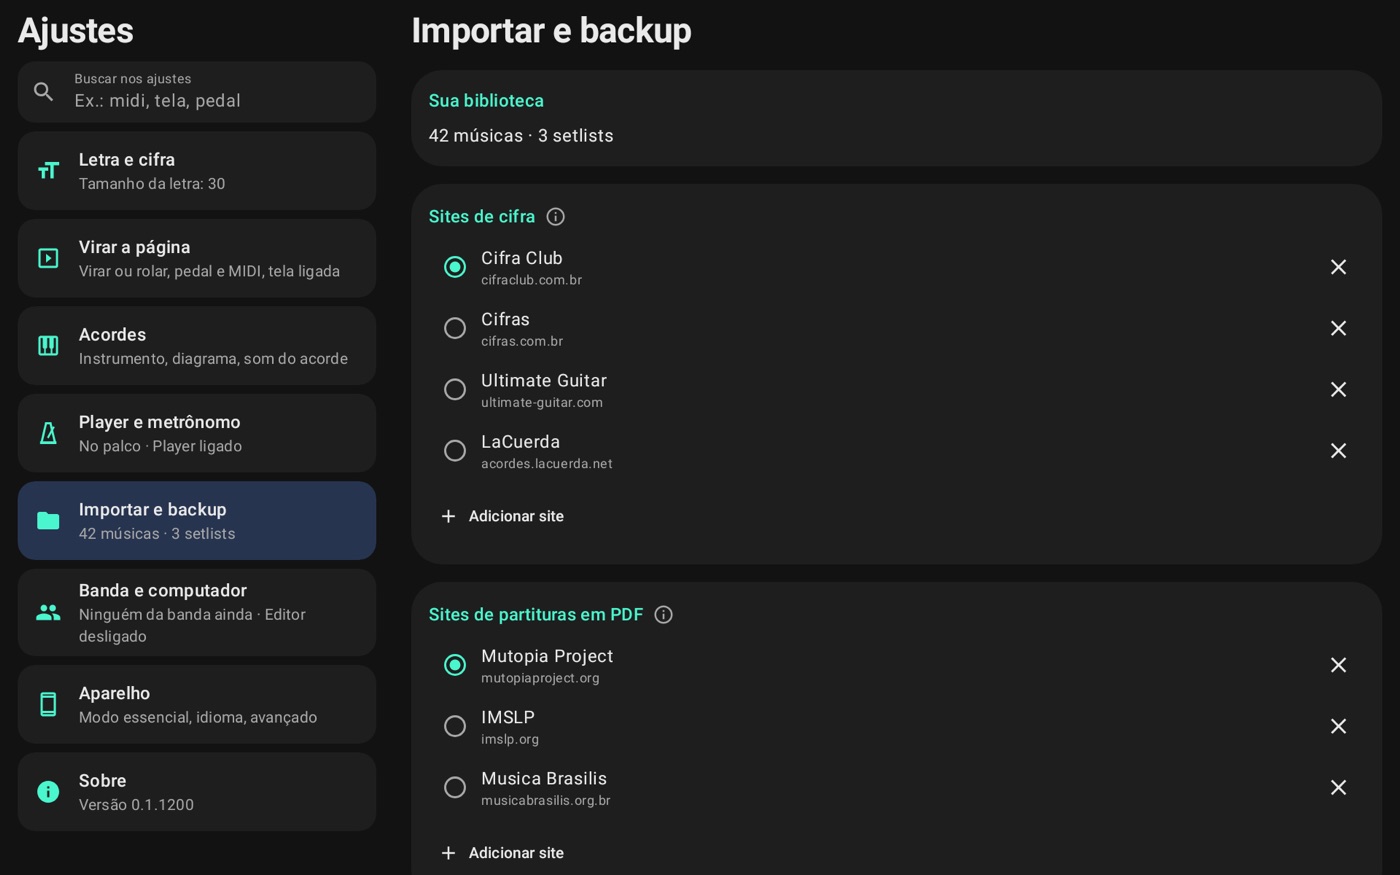 Ajustes
Buscar nos ajustes
Ex.: midi, tela, pedal
Letra e cifra
Tamanho da letra: 30
Virar a página
Virar ou rolar, pedal e MIDI, tela ligada
Acordes
Instrumento, diagrama, som do acorde
Player e metrônomo
No palco · Player ligado
Importar e backup
42 músicas · 3 setlists
Banda e computador
Ninguém da banda ainda · Editor
desligado
Aparelho
Modo essencial, idioma, avançado
Sobre
Versão 0.1.1200
Importar e backup
Sua biblioteca
42 músicas · 3 setlists
Sites de cifra
Cifra Club
cifraclub.com.br
Cifras
cifras.com.br
Ultimate Guitar
ultimate-guitar.com
LaCuerda
acordes.lacuerda.net
Adicionar site
Sites de partituras em PDF
Mutopia Project
mutopiaproject.org
IMSLP
imslp.org
Musica Brasilis
musicabrasilis.org.br
Adicionar site